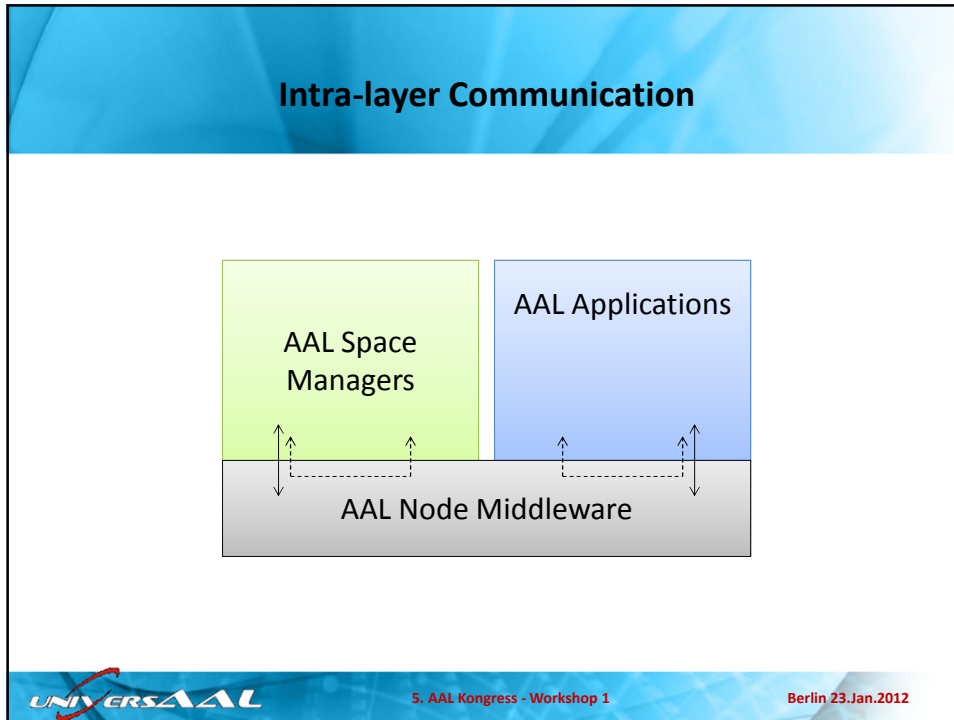 Intra-layer Communication
AAL Space
Managers
AAL Applications
AAL Node Middleware
UNIVERSAAL
5. AAL Kongress - Workshop 1
Berlin 23.Jan.2012